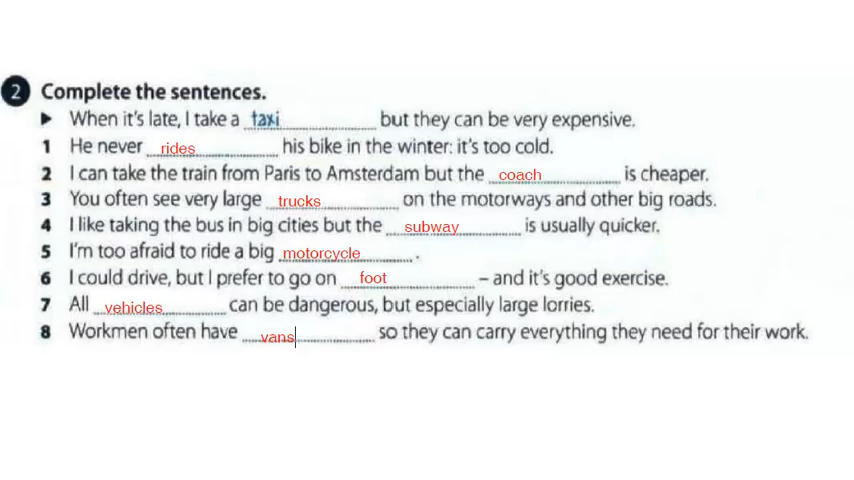 2 Complete the sentences.
▶ When it's late, I take a taxi but they can be very expensive.
1 He never rides his bike in the winter: it's too cold.
2 I can take the train from Paris to Amsterdam but the coach is cheaper.
3 You often see very large trucks on the motorways and other big roads.
4 I like taking the bus in big cities but the subway is usually quicker.
5 I'm too afraid to ride a big motorcycle.
6 I could drive, but I prefer to go on foot – and it's good exercise.
7 All vehicles can be dangerous, but especially large lorries.
8 Workmen often have vans so they can carry everything they need for their work.